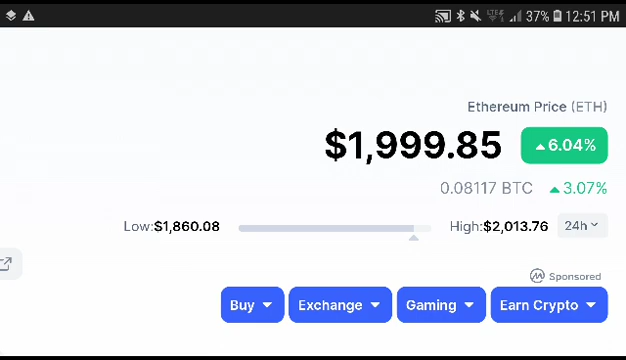 37% 12:51 PM
Ethereum Price (ETH)
$1,999.85 6.04%
0.08117 BTC 3.07%
Low:$1,860.08 High:$2,013.76 24h
Sponsored
Buy Exchange Gaming Earn Crypto